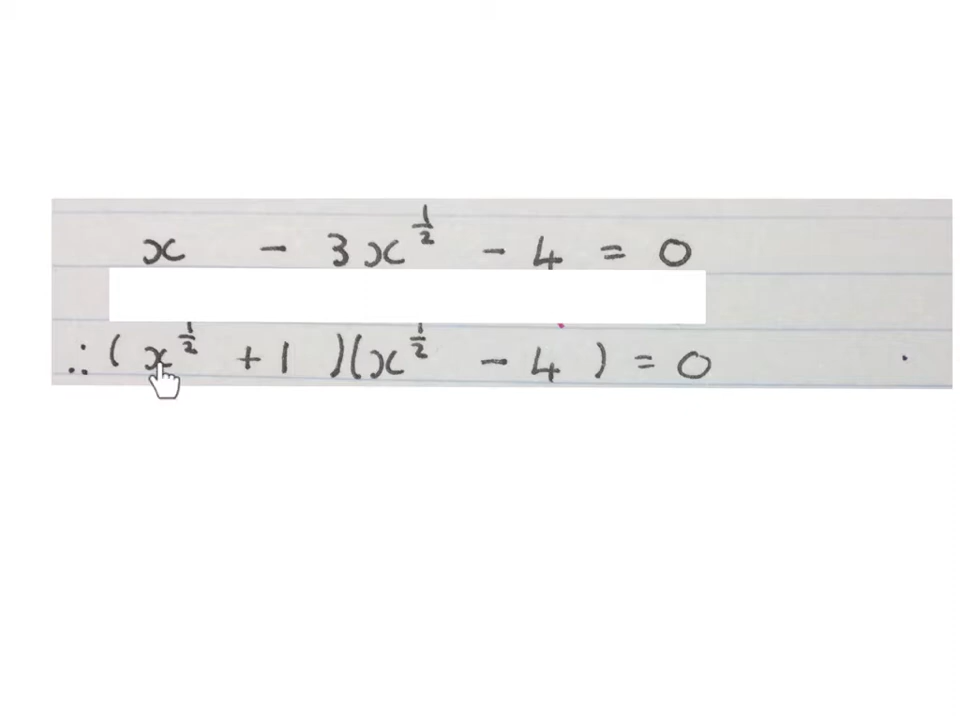 x - 3x^{1/2} - 4 = 0
∴ (x^{1/2} + 1)(x^{1/2} - 4) = 0